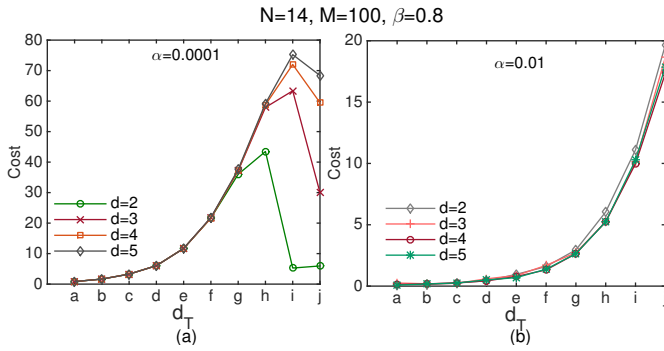 N=14, M=100, β=0.8
α=0.0001
Cost
80
70
60
50
40
30
20
10
0
d=2
d=3
d=4
d=5
a b c d e f g h i j
d_T
(a)
α=0.01
Cost
20
15
10
5
0
d=2
d=3
d=4
d=5
a b c d e f g h i j
d_T
(b)